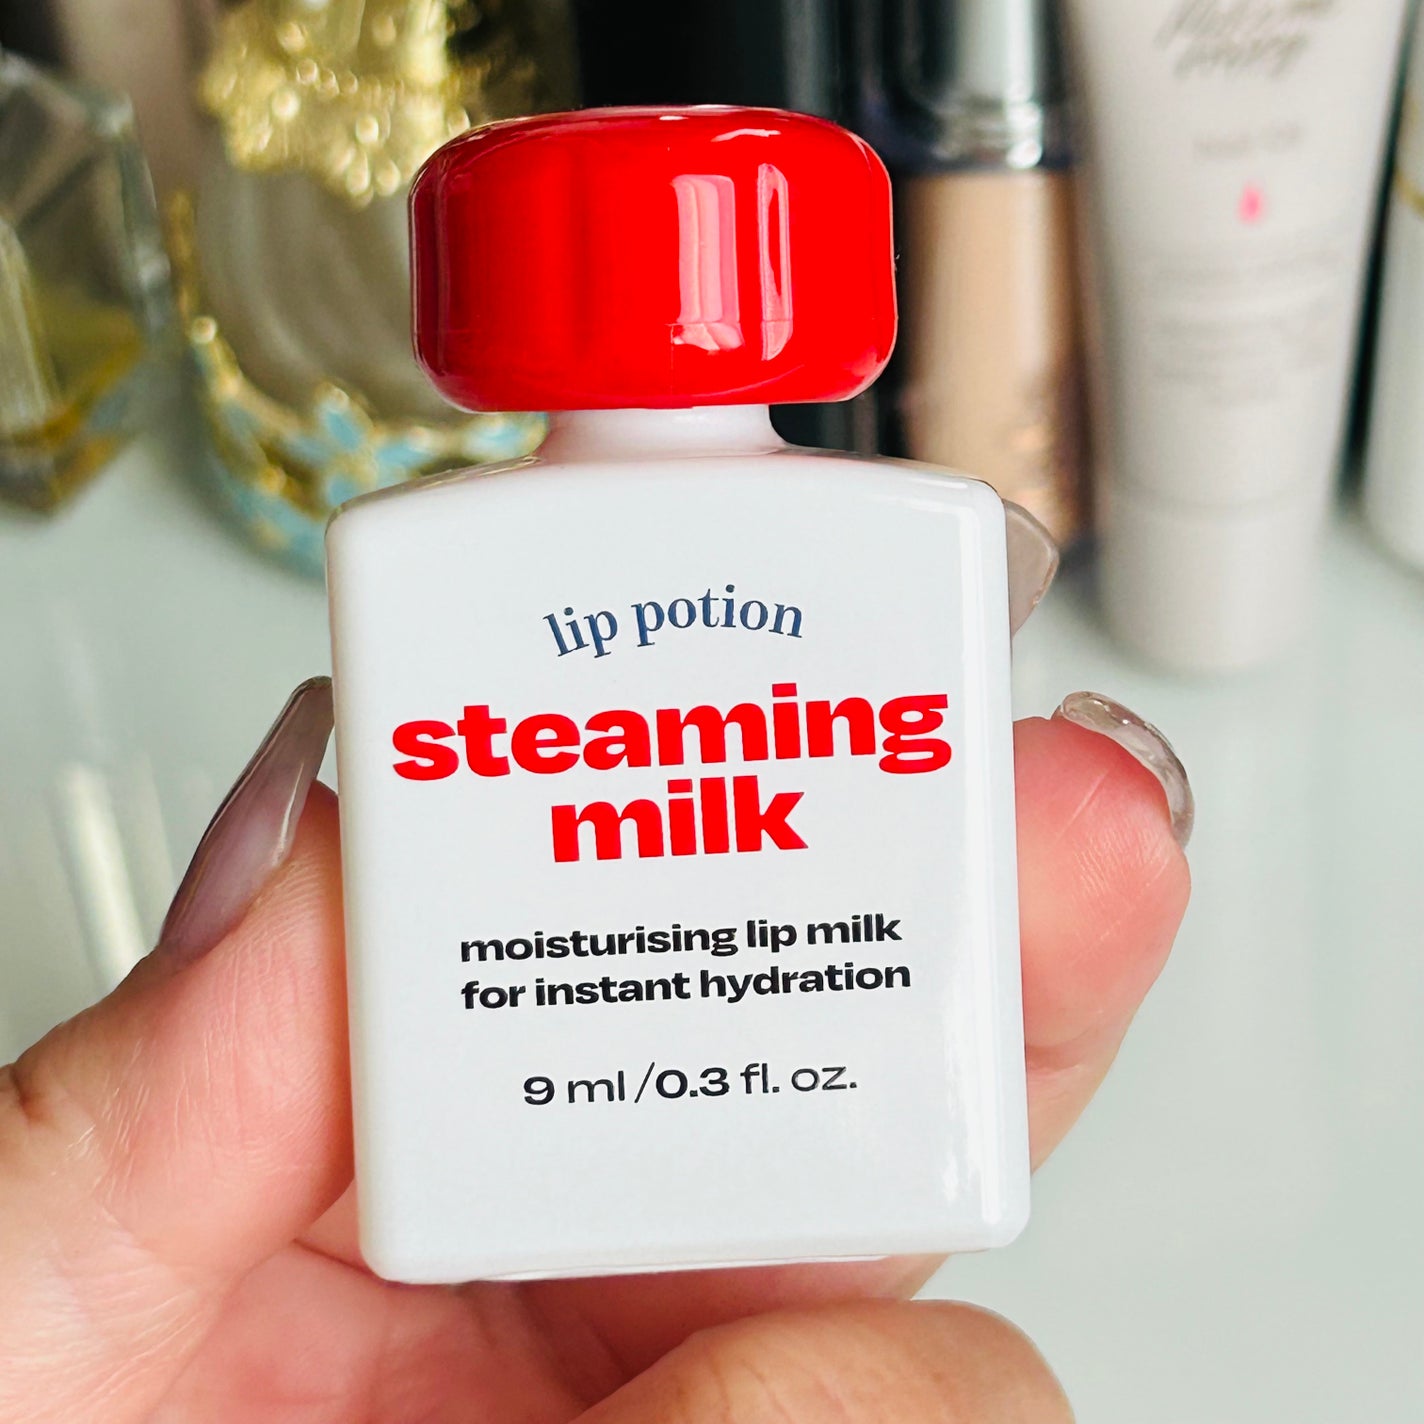 lip potion
steaming
milk
moisturising lip milk
for instant hydration
9 ml/0.3 fl. oz.